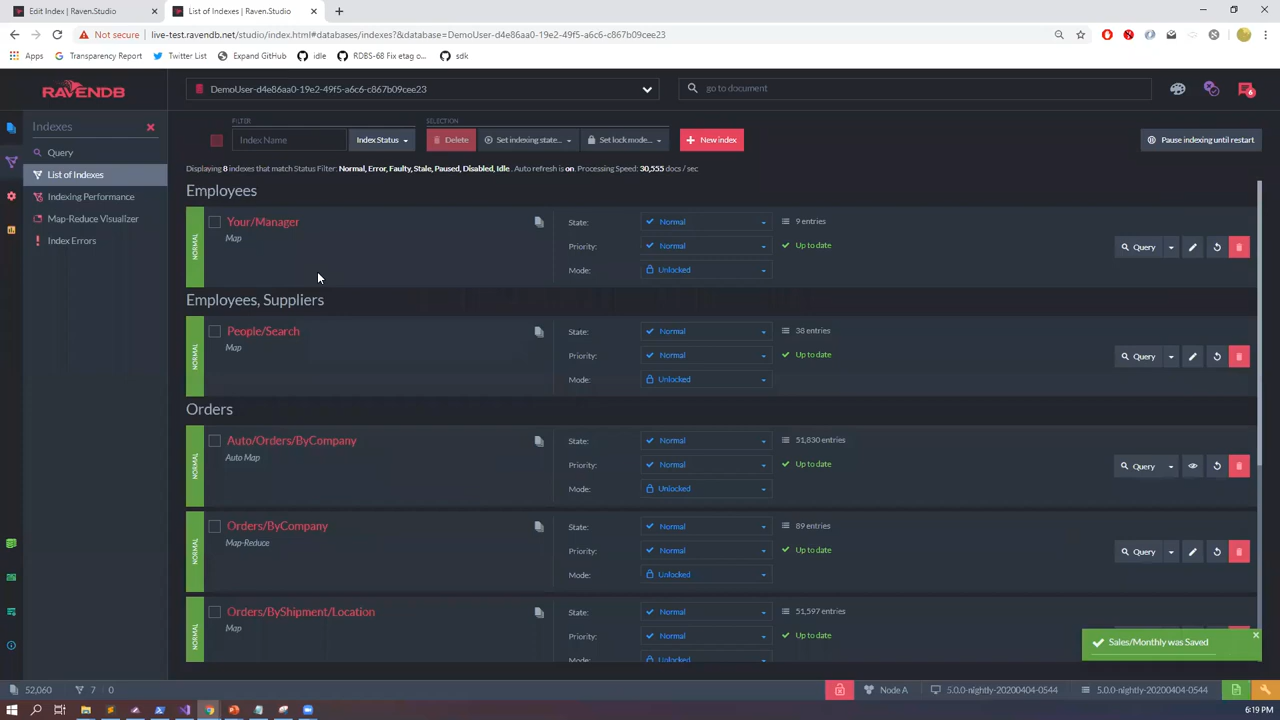 Edit Index | Raven.Studio
List of Indexes | Raven.Studio
Not secure
live-test.ravendb.net/studio/index.html#databases/indexes?&database=DemoUser-d4e86aa0-19e2-49f5-a6c6-c867b09cee23
Apps
Transparency Report
Twitter List
Expand GitHub
idle
RDBS-68 Fix etag o...
sdk
RAVENDB
DemoUser-d4e86aa0-19e2-49f5-a6c6-c867b09cee23
go to document
6
Indexes
Query
List of Indexes
Indexing Performance
Map-Reduce Visualizer
Index Errors
FILTER
SELECTION
Index Name
Index Status
Delete
Set indexing state...
Set lock mode...
New index
Pause indexing until restart
Displaying 8 indexes that match Status Filter: Normal, Error, Faulty, Stale, Paused, Disabled, Idle . Auto refresh is on. Processing Speed: 30,555 docs / sec
Employees
NORMAL
Your/Manager
Map
State: Normal
9 entries
Priority: Normal
Up to date
Mode: Unlocked
Query
Employees, Suppliers
NORMAL
People/Search
Map
State: Normal
38 entries
Priority: Normal
Up to date
Mode: Unlocked
Query
Orders
NORMAL
Auto/Orders/ByCompany
Auto Map
State: Normal
51,830 entries
Priority: Normal
Up to date
Mode: Unlocked
Query
NORMAL
Orders/ByCompany
Map-Reduce
State: Normal
89 entries
Priority: Normal
Up to date
Mode: Unlocked
Query
NORMAL
Orders/ByShipment/Location
Map
State: Normal
51,597 entries
Priority: Normal
Up to date
Mode: Unlocked
Sales/Monthly was Saved
52,060
7
0
Node A
5.0.0-nightly-20200404-0544
5.0.0-nightly-20200404-0544
6:19 PM